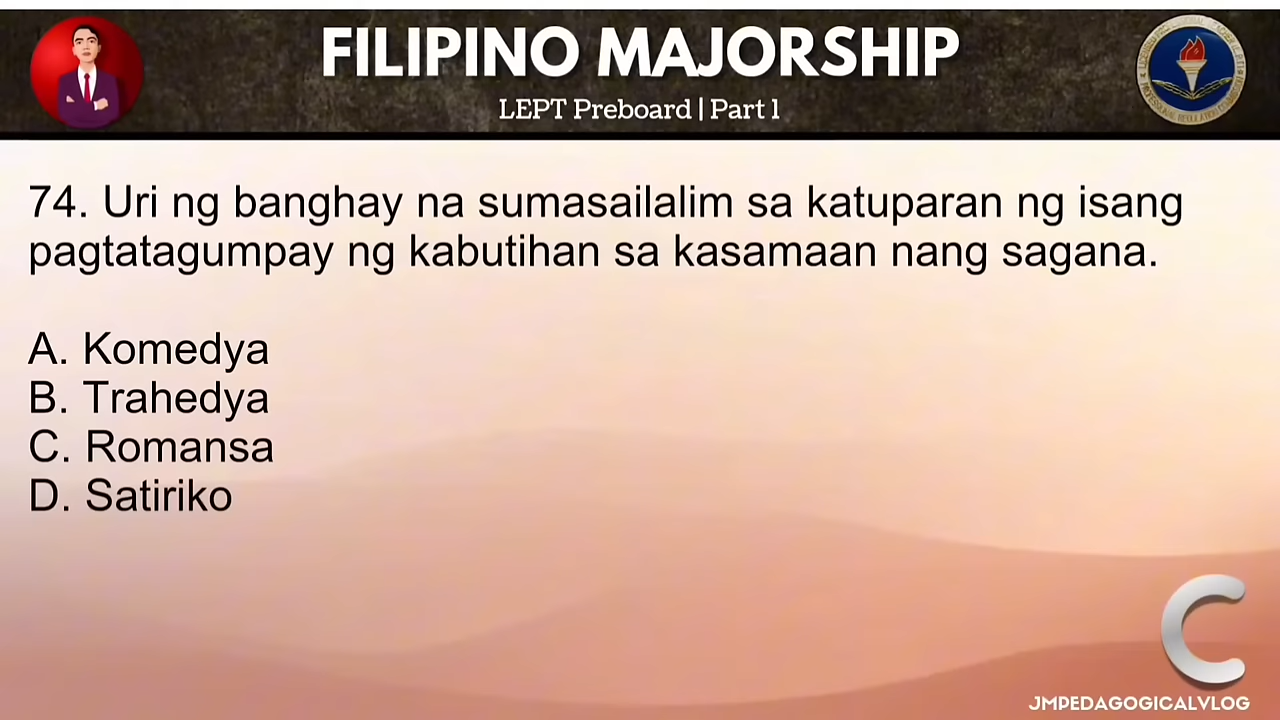 FILIPINO MAJORSHIP
LEPT Preboard | Part 1
74. Uri ng banghay na sumasailalim sa katuparan ng isang
pagtatagumpay ng kabutihan sa kasamaan nang sagana.
A. Komedya
B. Trahedya
C. Romansa
D. Satiriko
C
JMPEDAGOGICALVLOG